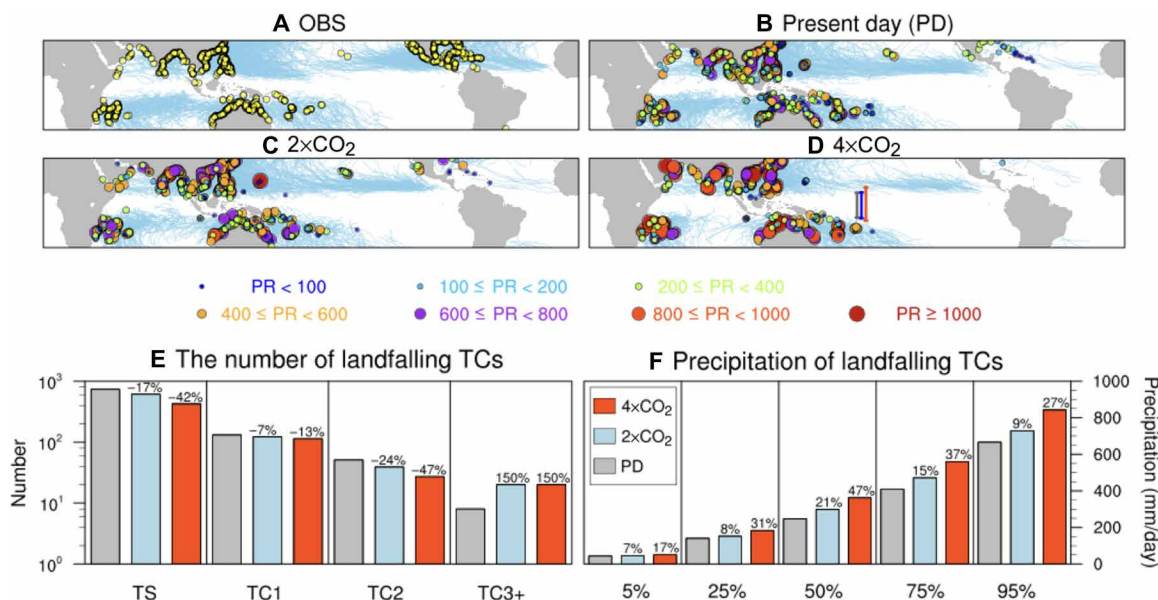 A OBS
B Present day (PD)
C 2×CO₂
D 4×CO₂
PR < 100
100 ≤ PR < 200
200 ≤ PR < 400
400 ≤ PR < 600
600 ≤ PR < 800
800 ≤ PR < 1000
PR ≥ 1000
E The number of landfalling TCs
Number
10³
10²
10¹
10⁰
−17%
−42%
−7%
−13%
−24%
−47%
150%
150%
TS
TC1
TC2
TC3+
F Precipitation of landfalling TCs
4×CO₂
2×CO₂
PD
7%
17%
8%
31%
21%
47%
15%
37%
9%
27%
5%
25%
50%
75%
95%
1000
800
600
400
200
0
Precipitation (mm/day)